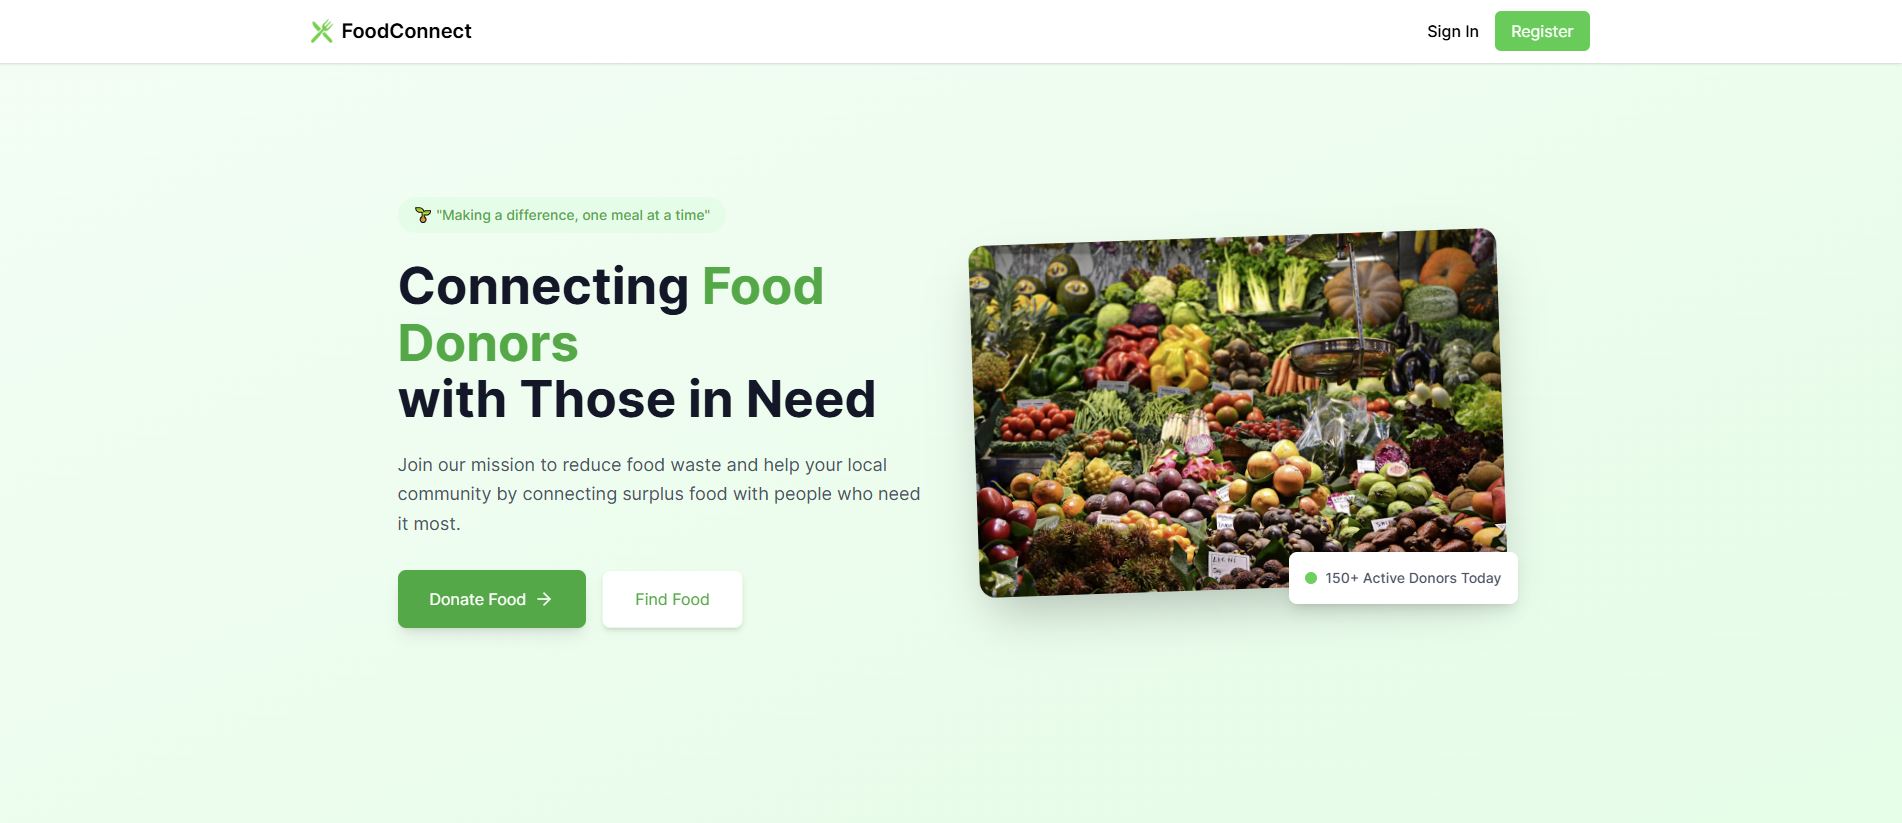 FoodConnect
Sign In
Register
"Making a difference, one meal at a time"
Connecting Food
Donors
with Those in Need
Join our mission to reduce food waste and help your local
community by connecting surplus food with people who need
it most.
Donate Food
Find Food
150+ Active Donors Today